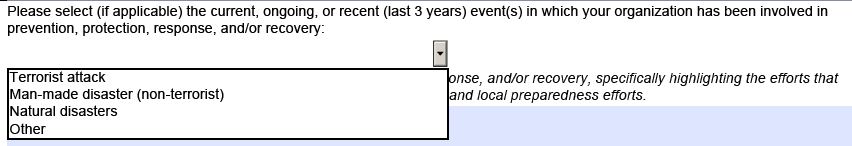 Please select (if applicable) the current, ongoing, or recent (last 3 years) event(s) in which your organization has been involved in
prevention, protection, response, and/or recovery:
Terrorist attack
onse, and/or recovery, specifically highlighting the efforts that
Man-made disaster (non-terrorist)
and local preparedness efforts.
Natural disasters
Other